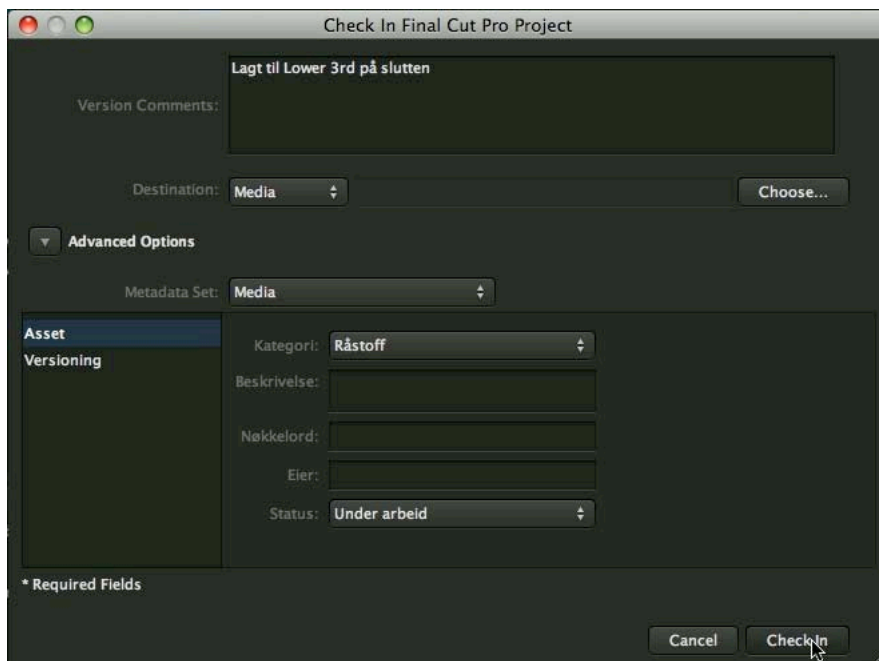 Check In Final Cut Pro Project
Version Comments:
Lagt til Lower 3rd på slutten
Destination: Media Choose...
Advanced Options
Metadata Set: Media
Asset
Versioning
Kategori: Råstoff
Beskrivelse:
Nøkkelord:
Eier:
Status: Under arbeid
* Required Fields
Cancel Check In